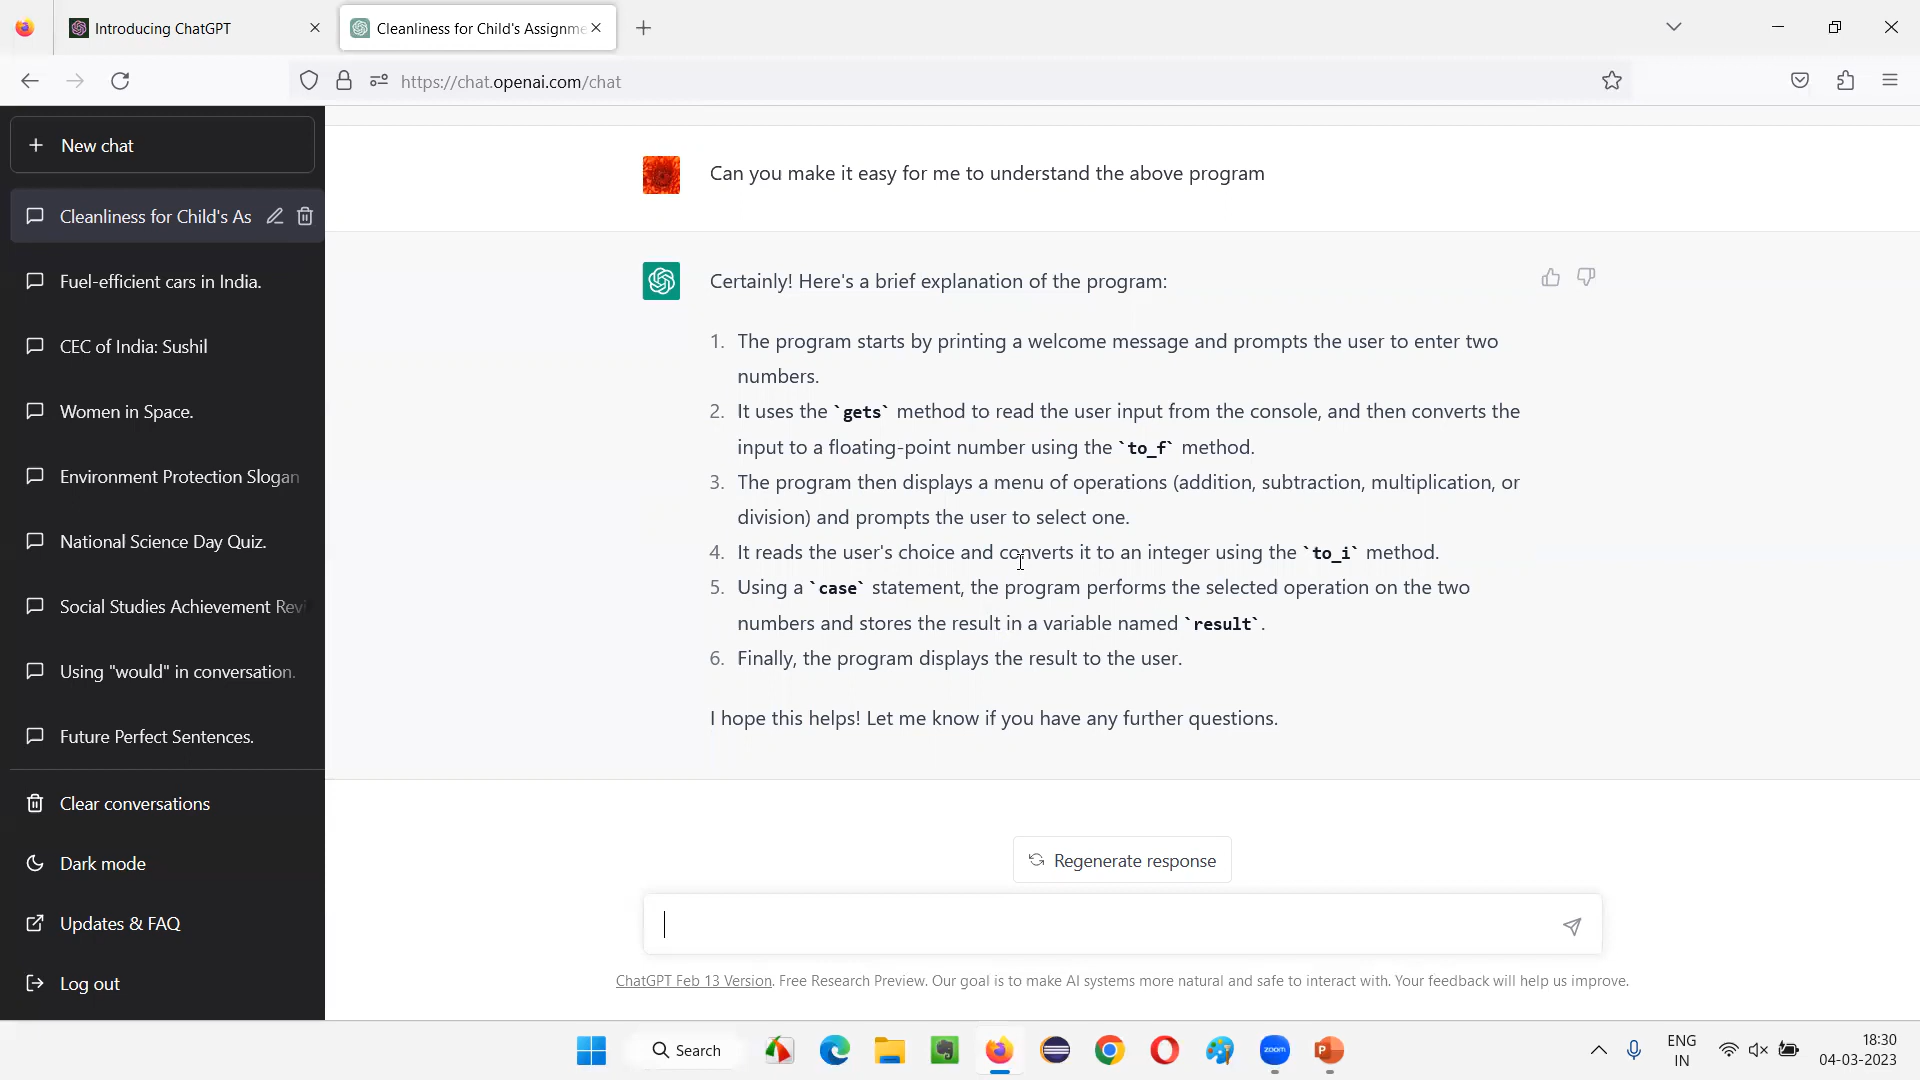 Introducing ChatGPT
Cleanliness for Child's Assignme
https://chat.openai.com/chat
New chat
Cleanliness for Child's As
Fuel-efficient cars in India.
CEC of India: Sushil
Women in Space.
Environment Protection Slogan
National Science Day Quiz.
Social Studies Achievement Revi
Using "would" in conversation.
Future Perfect Sentences.
Clear conversations
Dark mode
Updates & FAQ
Log out
Can you make it easy for me to understand the above program
Certainly! Here's a brief explanation of the program:
1. The program starts by printing a welcome message and prompts the user to enter two
numbers.
2. It uses the `gets` method to read the user input from the console, and then converts the
input to a floating-point number using the `to_f` method.
3. The program then displays a menu of operations (addition, subtraction, multiplication, or
division) and prompts the user to select one.
4. It reads the user's choice and converts it to an integer using the `to_i` method.
5. Using a `case` statement, the program performs the selected operation on the two
numbers and stores the result in a variable named `result`.
6. Finally, the program displays the result to the user.
I hope this helps! Let me know if you have any further questions.
Regenerate response
ChatGPT Feb 13 Version. Free Research Preview. Our goal is to make AI systems more natural and safe to interact with. Your feedback will help us improve.
Search
zoom
ENG
IN
18:30
04-03-2023